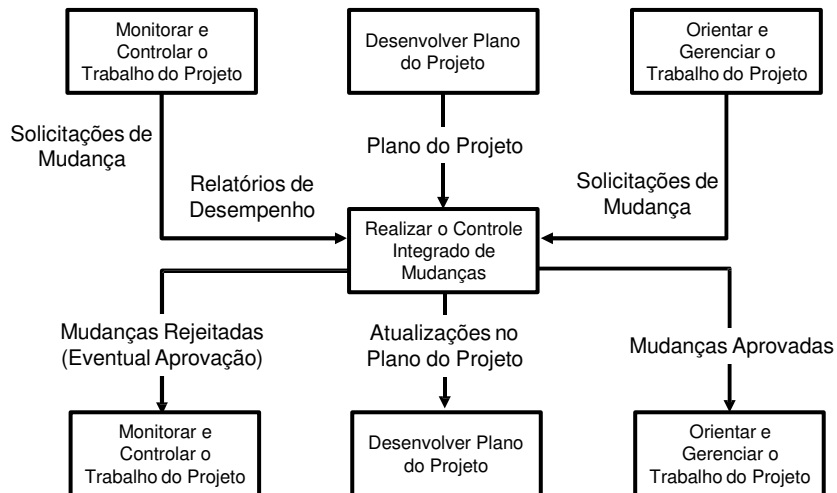 Monitorar e
Controlar o
Trabalho do Projeto
Desenvolver Plano
do Projeto
Orientar e
Gerenciar o
Trabalho do Projeto
Solicitações de
Mudança
Plano do Projeto
Relatórios de
Desempenho
Solicitações de
Mudança
Realizar o Controle
Integrado de
Mudanças
Mudanças Rejeitadas
(Eventual Aprovação)
Atualizações no
Plano do Projeto
Mudanças Aprovadas
Monitorar e
Controlar o
Trabalho do Projeto
Desenvolver Plano
do Projeto
Orientar e
Gerenciar o
Trabalho do Projeto